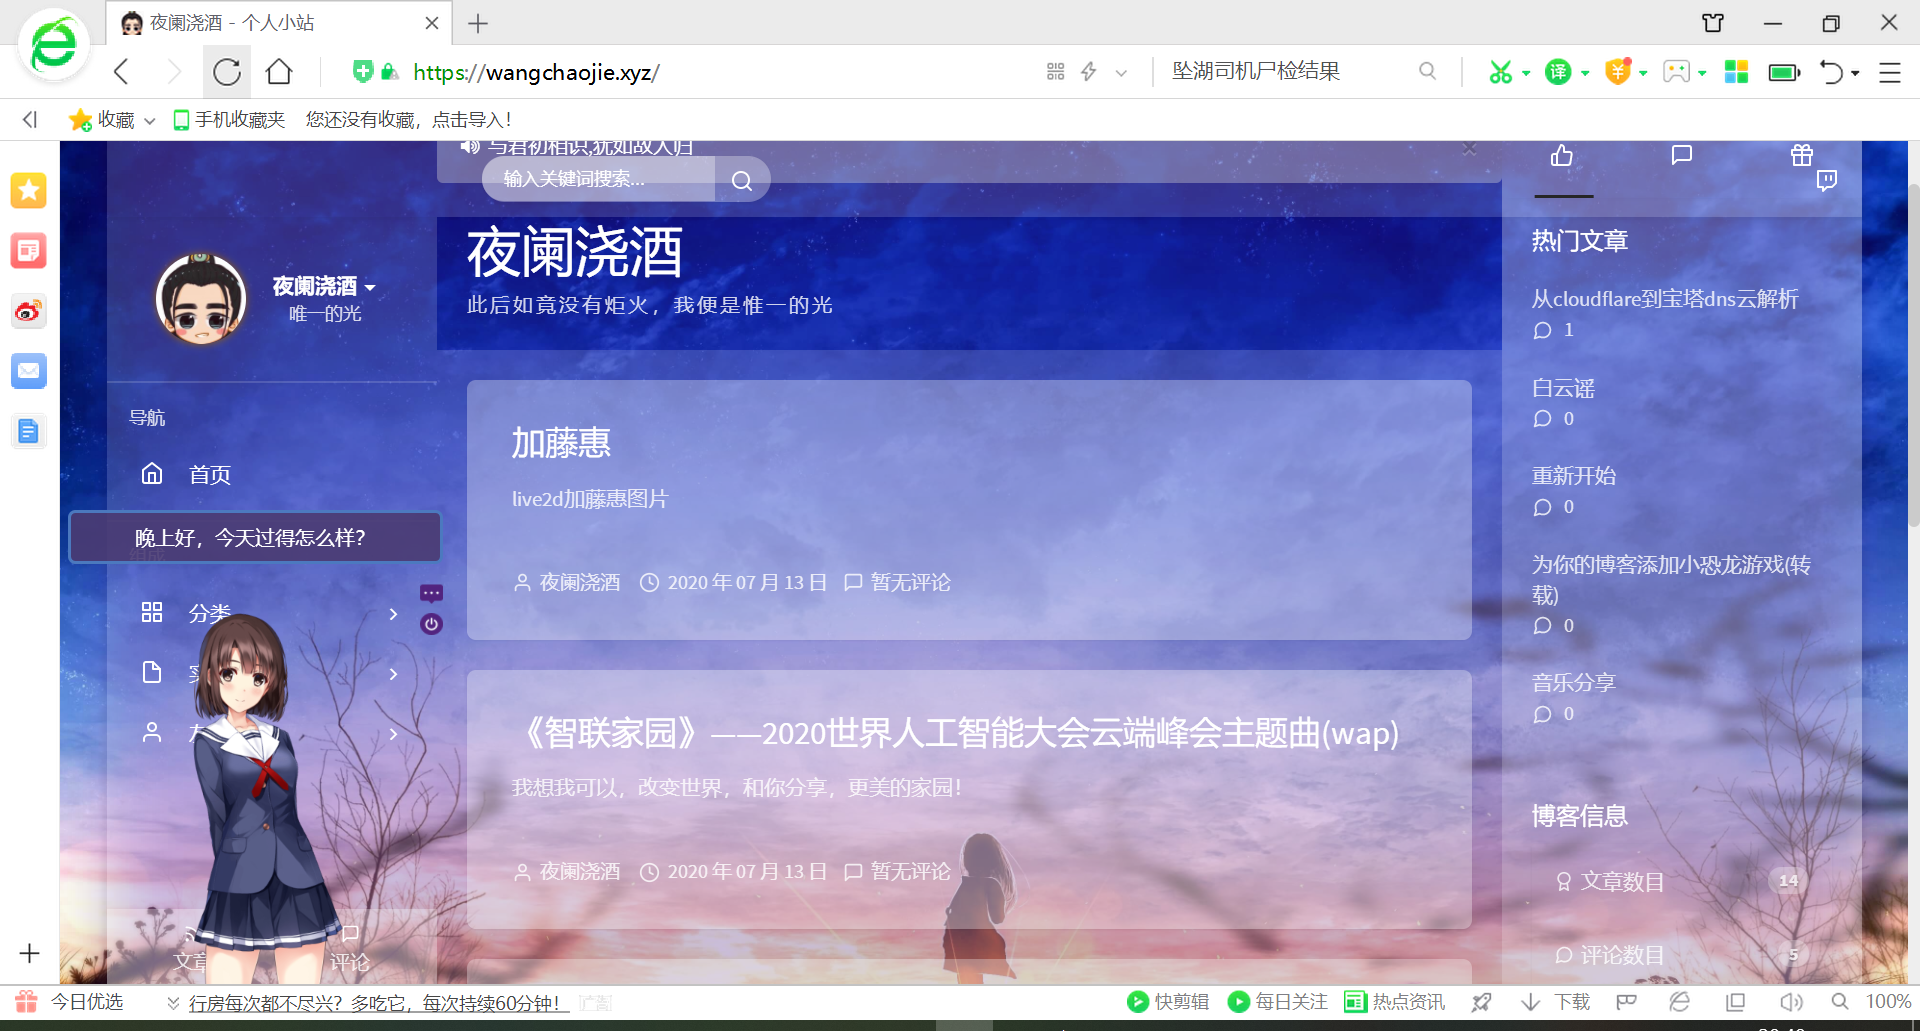 夜阑浇酒 - 个人小站
https://wangchaojie.xyz/
坠湖司机尸检结果
译
收藏
手机收藏夹
您还没有收藏，点击导入！
与君初相识,犹如故人归
输入关键词搜索...
夜阑浇酒
此后如竟没有炬火，我便是惟一的光
夜阑浇酒
唯一的光
导航
首页
晚上好，今天过得怎么样？
组成
分类
文章
评论
加藤惠
live2d加藤惠图片
夜阑浇酒 2020 年 07 月 13 日 暂无评论
《智联家园》——2020世界人工智能大会云端峰会主题曲(wap)
我想我可以，改变世界，和你分享，更美的家园！
夜阑浇酒 2020 年 07 月 13 日 暂无评论
热门文章
从cloudflare到宝塔dns云解析
1
白云谣
0
重新开始
0
为你的博客添加小恐龙游戏(转
载)
0
音乐分享
0
博客信息
文章数目 14
评论数目 5
今日优选
行房每次都不尽兴？多吃它，每次持续60分钟！ 广告
快剪辑
每日关注
热点资讯
下载
100%